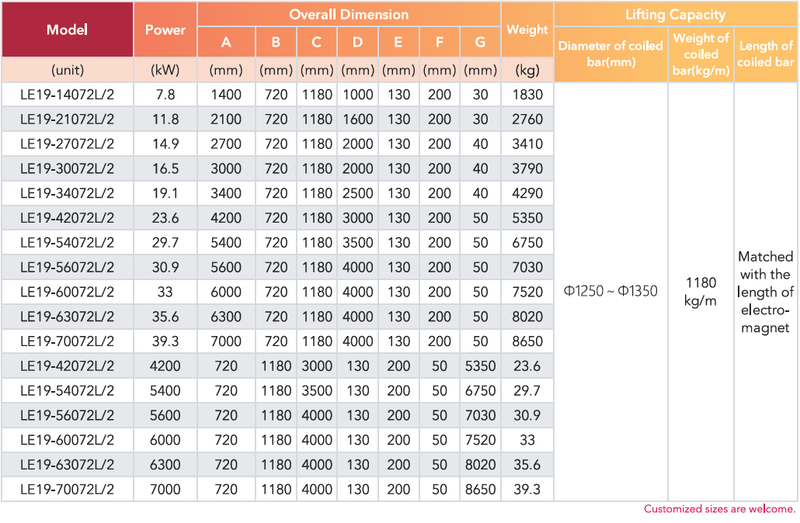 Model Power Overall Dimension Weight Lifting Capacity
A B C D E F G Diameter of coiled bar(mm) Weight of coiled bar(kg/m) Length of coiled bar
(unit) (kW) (mm) (mm) (mm) (mm) (mm) (mm) (mm) (kg)
LE19-14072L/2 7.8 1400 720 1180 1000 130 200 30 1830
LE19-21072L/2 11.8 2100 720 1180 1600 130 200 30 2760
LE19-27072L/2 14.9 2700 720 1180 2000 130 200 40 3410
LE19-30072L/2 16.5 3000 720 1180 2000 130 200 40 3790
LE19-34072L/2 19.1 3400 720 1180 2500 130 200 40 4290
LE19-42072L/2 23.6 4200 720 1180 3000 130 200 50 5350
LE19-54072L/2 29.7 5400 720 1180 3500 130 200 50 6750
LE19-56072L/2 30.9 5600 720 1180 4000 130 200 50 7030
LE19-60072L/2 33 6000 720 1180 4000 130 200 50 7520
LE19-63072L/2 35.6 6300 720 1180 4000 130 200 50 8020
LE19-70072L/2 39.3 7000 720 1180 4000 130 200 50 8650
LE19-42072L/2 4200 720 1180 3000 130 200 50 5350 23.6
LE19-54072L/2 5400 720 1180 3500 130 200 50 6750 29.7
LE19-56072L/2 5600 720 1180 4000 130 200 50 7030 30.9
LE19-60072L/2 6000 720 1180 4000 130 200 50 7520 33
LE19-63072L/2 6300 720 1180 4000 130 200 50 8020 35.6
LE19-70072L/2 7000 720 1180 4000 130 200 50 8650 39.3
Φ1250 ~ Φ1350
1180
kg/m
Matched
with the
length of
electro-
magnet
Customized sizes are welcome.